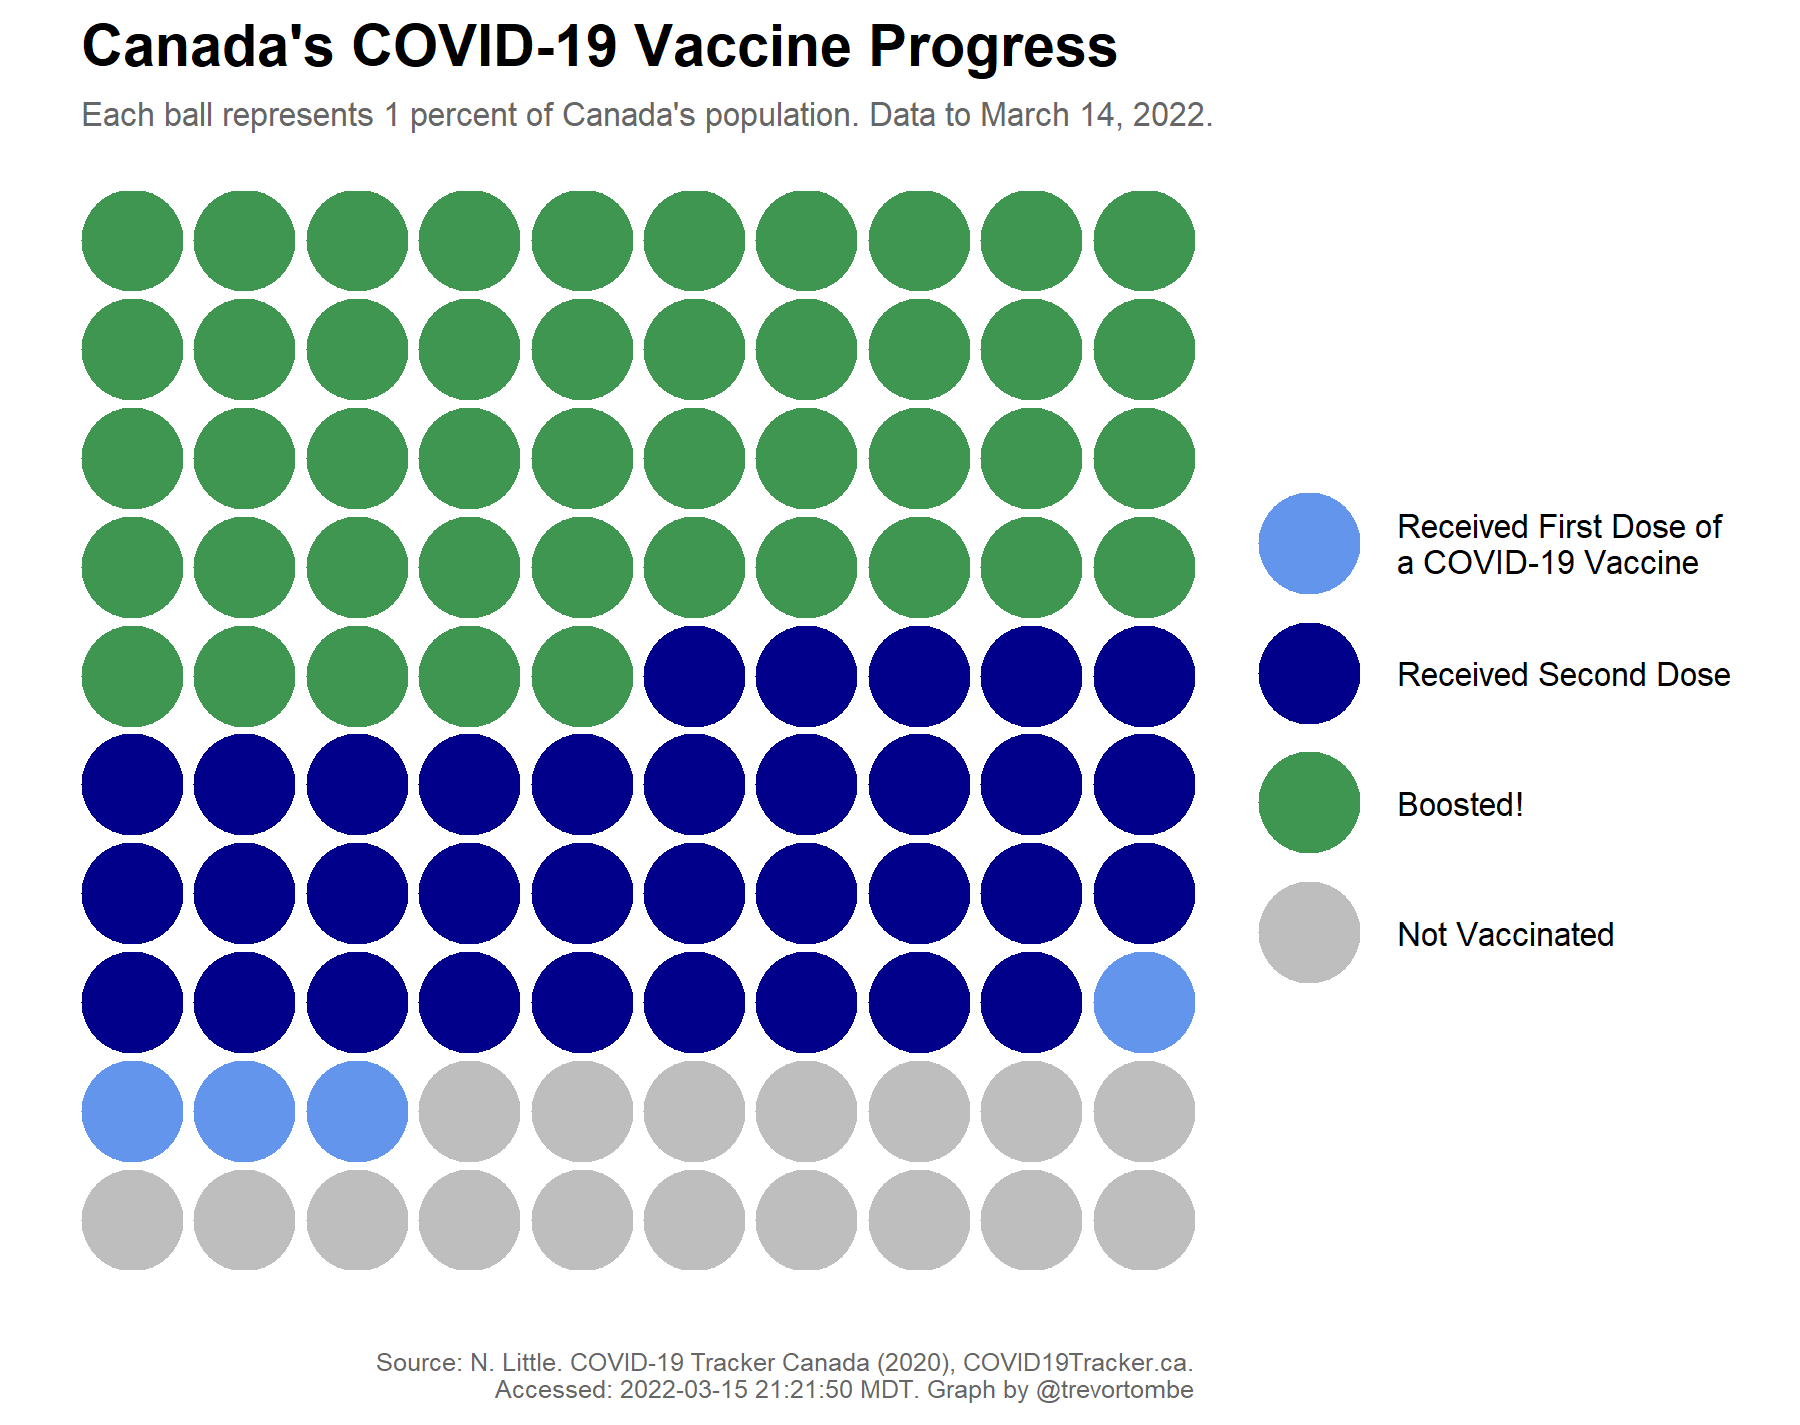 Canada's COVID-19 Vaccine Progress
Each ball represents 1 percent of Canada's population. Data to March 14, 2022.
Received First Dose of
a COVID-19 Vaccine
Received Second Dose
Boosted!
Not Vaccinated
Source: N. Little. COVID-19 Tracker Canada (2020), COVID19Tracker.ca.
Accessed: 2022-03-15 21:21:50 MDT. Graph by @trevortombe